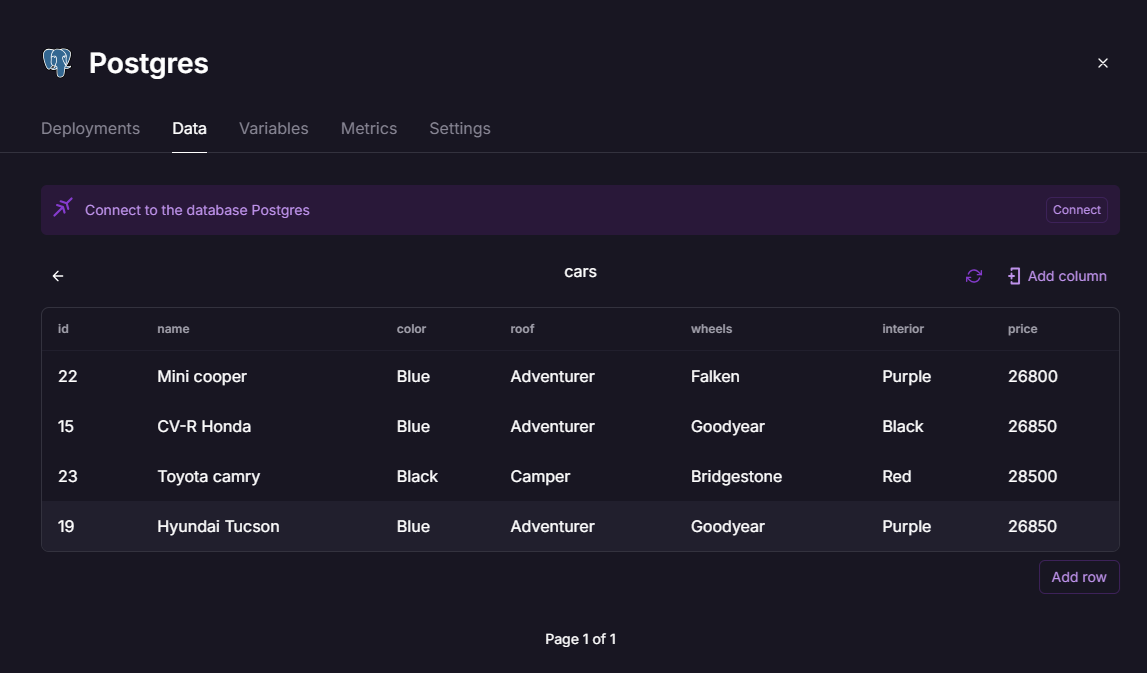 Postgres
Deployments Data Variables Metrics Settings
Connect to the database Postgres Connect
cars Add column
id name color roof wheels interior price
22 Mini cooper Blue Adventurer Falken Purple 26800
15 CV-R Honda Blue Adventurer Goodyear Black 26850
23 Toyota camry Black Camper Bridgestone Red 28500
19 Hyundai Tucson Blue Adventurer Goodyear Purple 26850
Add row
Page 1 of 1